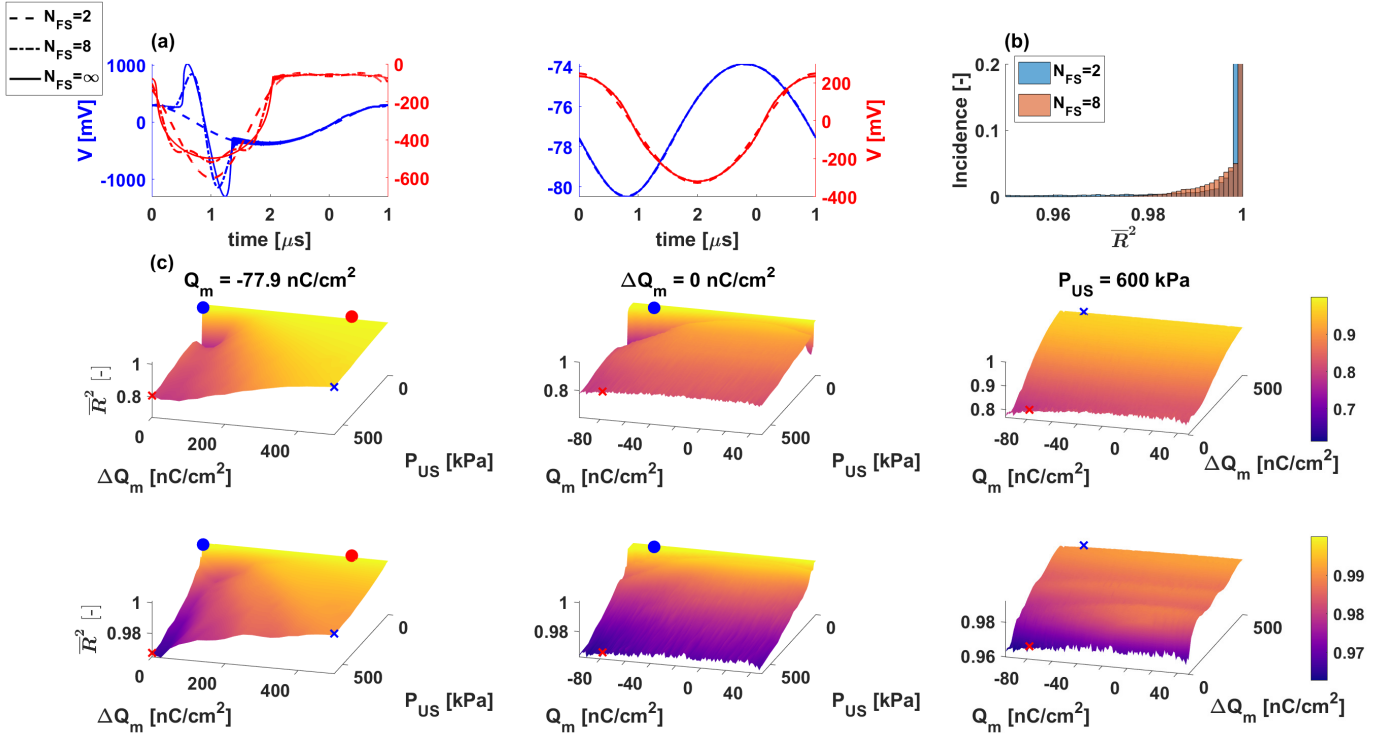 N_FS=2
N_FS=8
N_FS=∞
(a)
1000
0
-1000
V [mV]
0
-200
-400
-600
0 1 2 0 1
time [μs]
-74
-76
-78
-80
200
0
-200
-400
V [mV]
0 1 2 0 1
time [μs]
(b)
N_FS=2
N_FS=8
0.2
0.1
0
Incidence [-]
0.96 0.98 1
R̅²
(c)
Q_m = -77.9 nC/cm²
1
0.8
R̅² [-]
0 200 400
ΔQ_m [nC/cm²]
0
500
P_US [kPa]
ΔQ_m = 0 nC/cm²
1
0.8
-80 -40 0 40
Q_m [nC/cm²]
0
500
P_US [kPa]
P_US = 600 kPa
1
0.9
0.8
-80 -40 0 40
Q_m [nC/cm²]
500
0
ΔQ_m [nC/cm²]
0.9
0.8
0.7
1
0.98
R̅² [-]
0 200 400
ΔQ_m [nC/cm²]
0
500
P_US [kPa]
1
0.98
-80 -40 0 40
Q_m [nC/cm²]
0
500
P_US [kPa]
1
0.98
0.96
-80 -40 0 40
Q_m [nC/cm²]
500
0
ΔQ_m [nC/cm²]
0.99
0.98
0.97